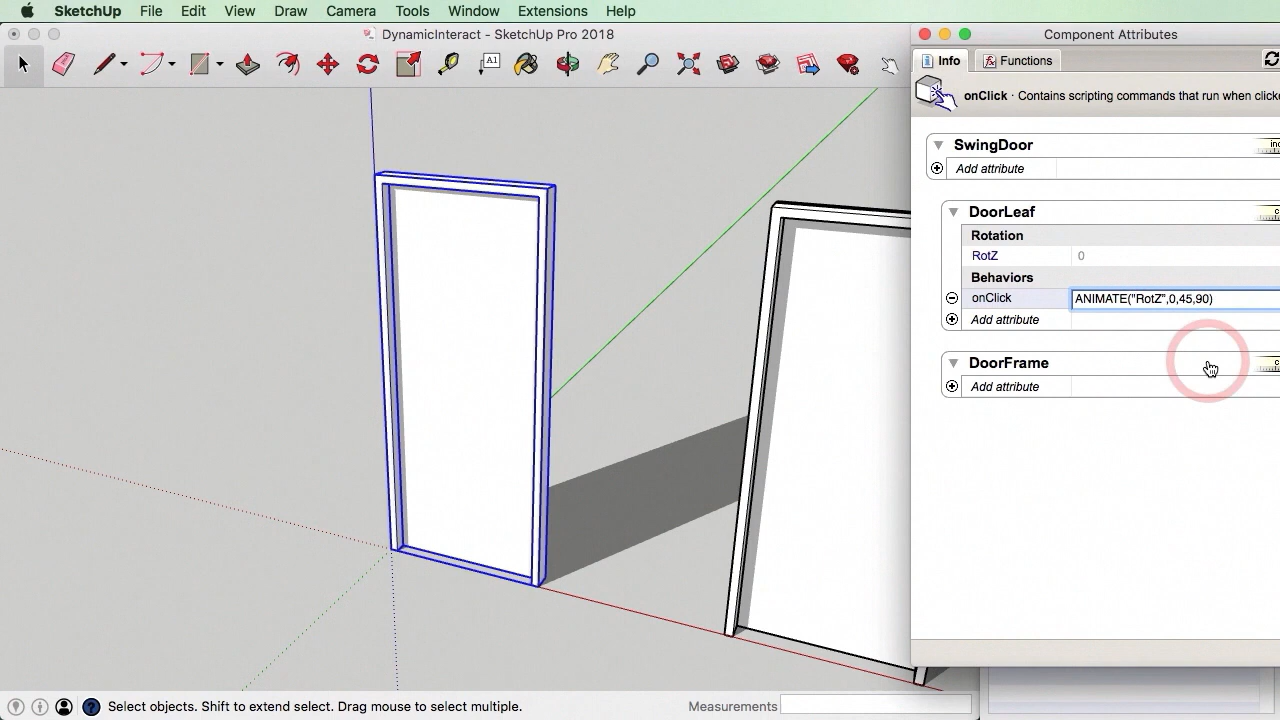 SketchUp File Edit View Draw Camera Tools Window Extensions Help
DynamicInteract - SketchUp Pro 2018
Component Attributes
A1
Info
Functions
onClick · Contains scripting commands that run when clicke
SwingDoor
Add attribute
DoorLeaf
Rotation
RotZ 0
Behaviors
onClick ANIMATE("RotZ",0,45,90)
Add attribute
DoorFrame
Add attribute
Select objects. Shift to extend select. Drag mouse to select multiple.
Measurements